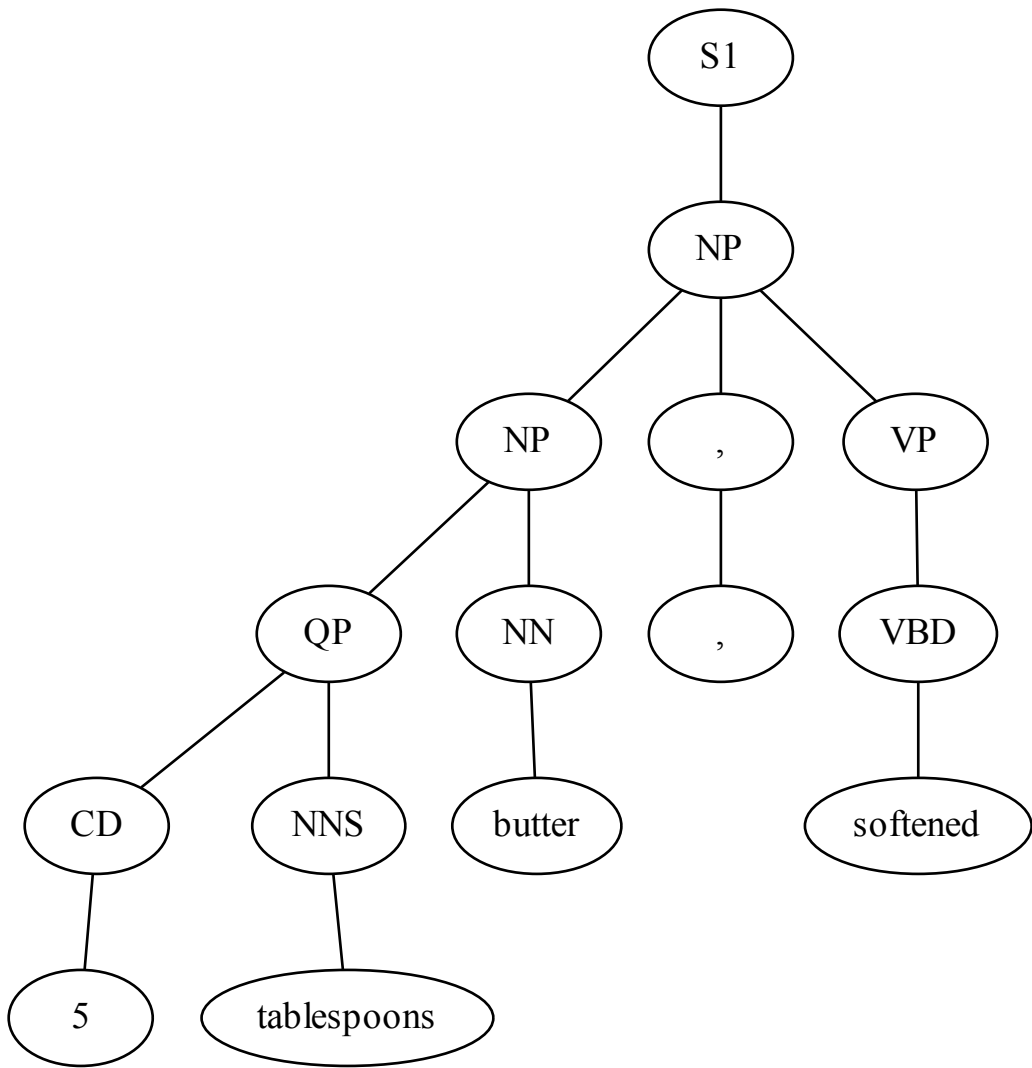 S1
NP
NP , VP
QP NN , VBD
CD NNS butter softened
5 tablespoons